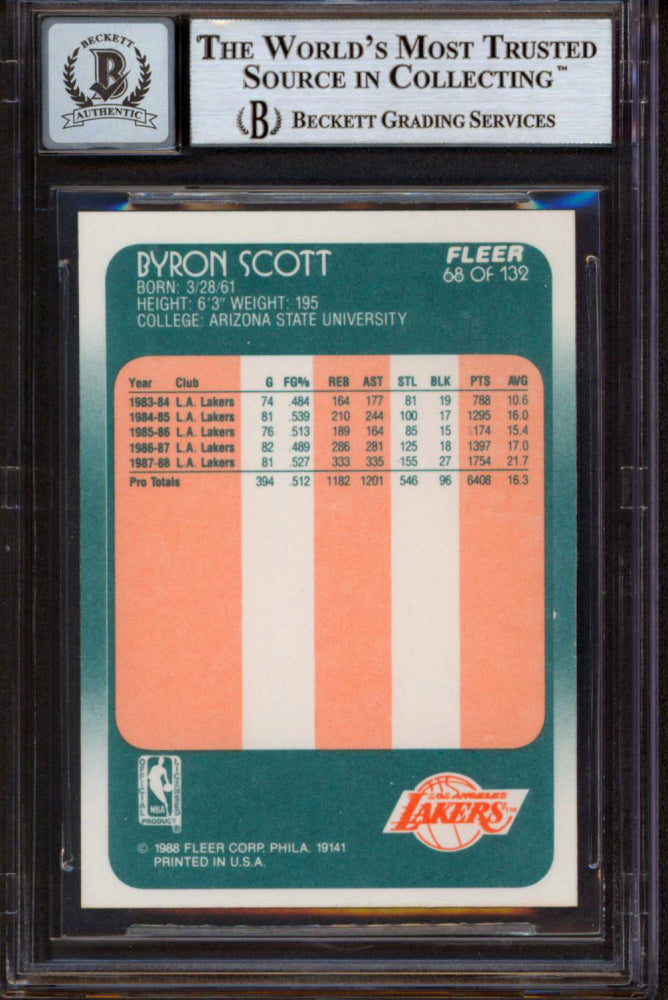 BECKETT
B
AUTHENTIC
THE WORLD'S MOST TRUSTED
SOURCE IN COLLECTING™
B BECKETT GRADING SERVICES
BYRON SCOTT
FLEER
68 OF 132
BORN: 3/28/61
HEIGHT: 6'3" WEIGHT: 195
COLLEGE: ARIZONA STATE UNIVERSITY
Year Club G FG% REB AST STL BLK PTS AVG
1983-84 L.A. Lakers 74 .484 164 177 81 19 788 10.6
1984-85 L.A. Lakers 81 .539 210 244 100 17 1295 16.0
1985-86 L.A. Lakers 76 .513 189 164 85 15 1174 15.4
1986-87 L.A. Lakers 82 .489 286 281 125 18 1397 17.0
1987-88 L.A. Lakers 81 .527 333 335 155 27 1754 21.7
Pro Totals 394 .512 1182 1201 546 96 6408 16.3
OFFICIAL LICENSED
NBA
PRODUCT ®
LOS ANGELES
LAKERS™
© 1988 FLEER CORP. PHILA. 19141
PRINTED IN U.S.A.